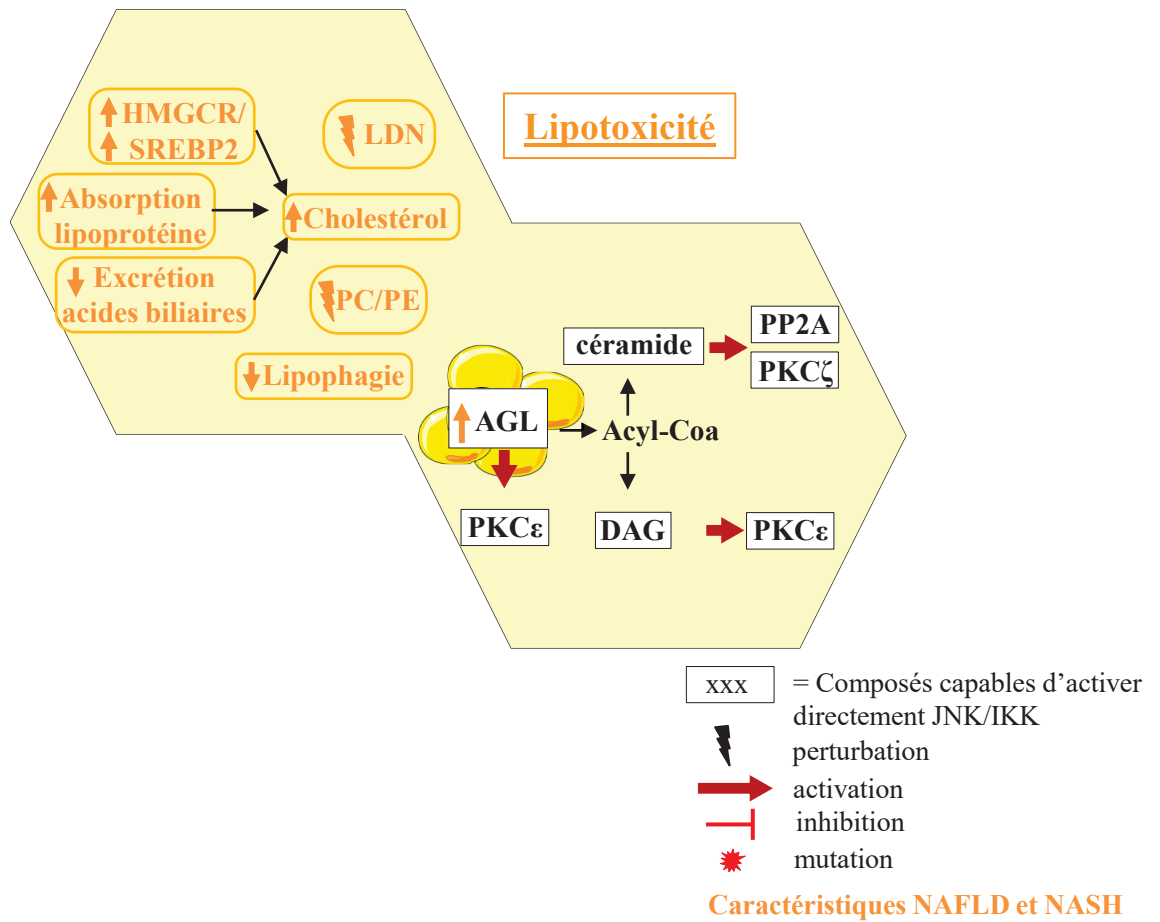 Lipotoxicité
HMGCR/
SREBP2
LDN
Absorption
lipoprotéine
Cholestérol
Excrétion
acides biliaires
PC/PE
Lipophagie
céramide
PP2A
PKCζ
AGL
Acyl-Coa
PKCε
DAG
PKCε
xxx
= Composés capables d’activer
directement JNK/IKK
perturbation
activation
inhibition
mutation
Caractéristiques NAFLD et NASH